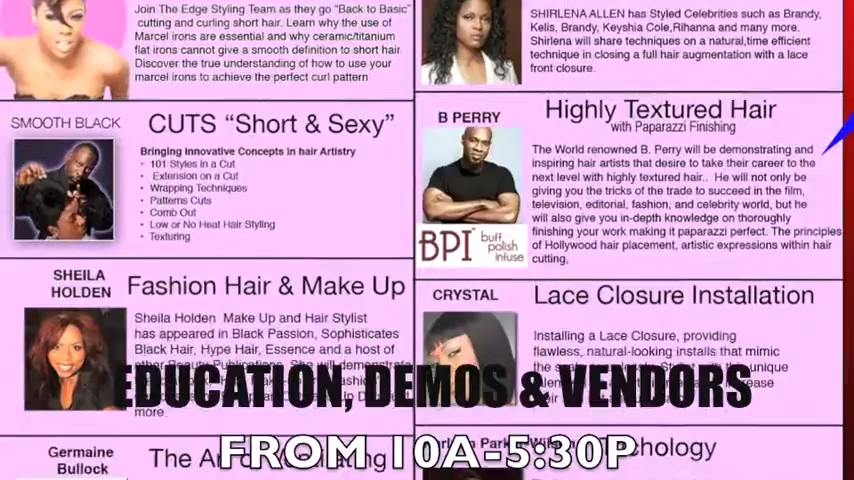 Join The Edge Styling Team as they go "Back to Basic"
cutting and curling short hair. Learn why the use of
Marcel irons are essential and why ceramic/titanium
flat irons cannot give a smooth definition to short hair.
Discover the true understanding of how to use your
marcel irons to achieve the perfect curl pattern
SHIRLENA ALLEN has Styled Celebrities such as Brandy,
Kelis, Brandy, Keyshia Cole,Rihanna and many more.
Shirlena will share techniques on a natural,time efficient
technique in closing a full hair augmentation with a lace
front closure.
SMOOTH BLACK
CUTS "Short & Sexy"
Bringing Innovative Concepts in hair Artistry
• 101 Styles in a Cut
• Extension on a Cut
• Wrapping Techniques
• Patterns Cuts
• Comb Out
• Low or No Heat Hair Styling
• Texturing
B PERRY
Highly Textured Hair
with Paparazzi Finishing
The World renowned B. Perry will be demonstrating and
inspiring hair artists that desire to take their career to the
next level with highly textured hair.. He will not only be
giving you the tricks of the trade to succeed in the film,
television, editorial, fashion, and celebrity world, but he
will also give you in-depth knowledge on thoroughly
finishing your work making it paparazzi perfect. The principles
of Hollywood hair placement, artistic expressions within hair
cutting,
BPI
buff
polish
infuse
SHEILA
HOLDEN
Fashion Hair & Make Up
Sheila Holden Make Up and Hair Stylist
has appeared in Black Passion, Sophisticates
Black Hair, Hype Hair, Essence and a host of
other Beauty Publications. She will demonstrate
more
CRYSTAL
Lace Closure Installation
Installing a Lace Closure, providing
flawless, natural-looking installs that mimic
unique
EDUCATION, DEMOS & VENDORS
Germaine
Bullock
The Art of
FROM 10A-5:30P